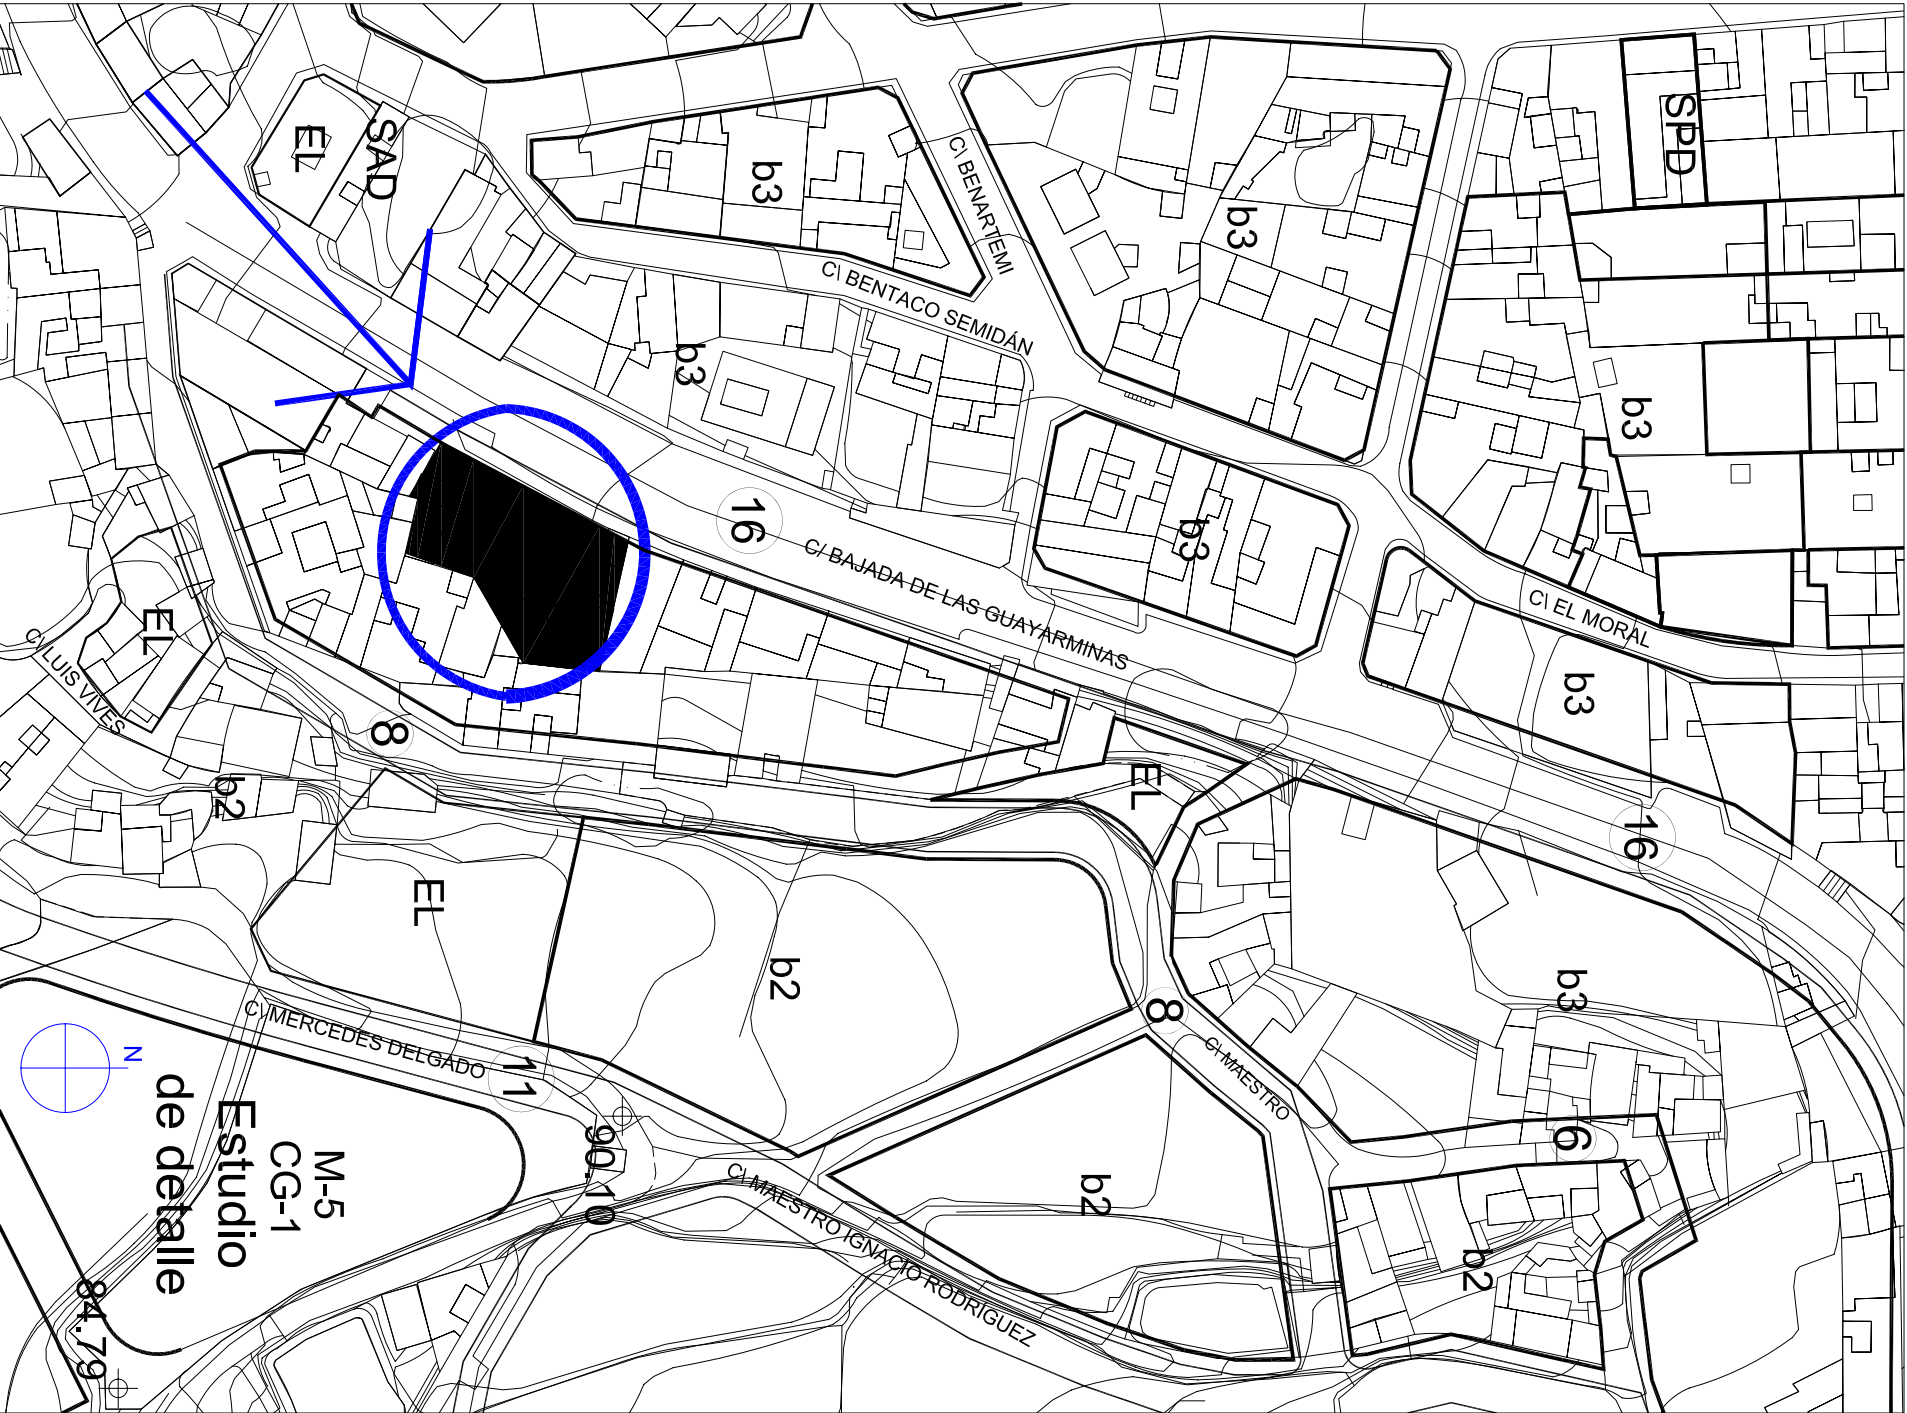 SPD
EL
SAD
b3
C\ BENARTEMI
b3
C\ BENTACO SEMIDÁN
b3
b3
16
b3
C/ BAJADA DE LAS GUAYARMINAS
C\ EL MORAL
EL
C\ LUIS VIVES
b3
8
EL
b2
16
EL
b2
b3
8
C\ MERCEDES DELGADO
11
C\ MAESTRO
N
6
M-5
CG-1
Estudio
de detalle
90.10
C\ MAESTRO IGNACIO RODRÍGUEZ
b2
b2
84.79